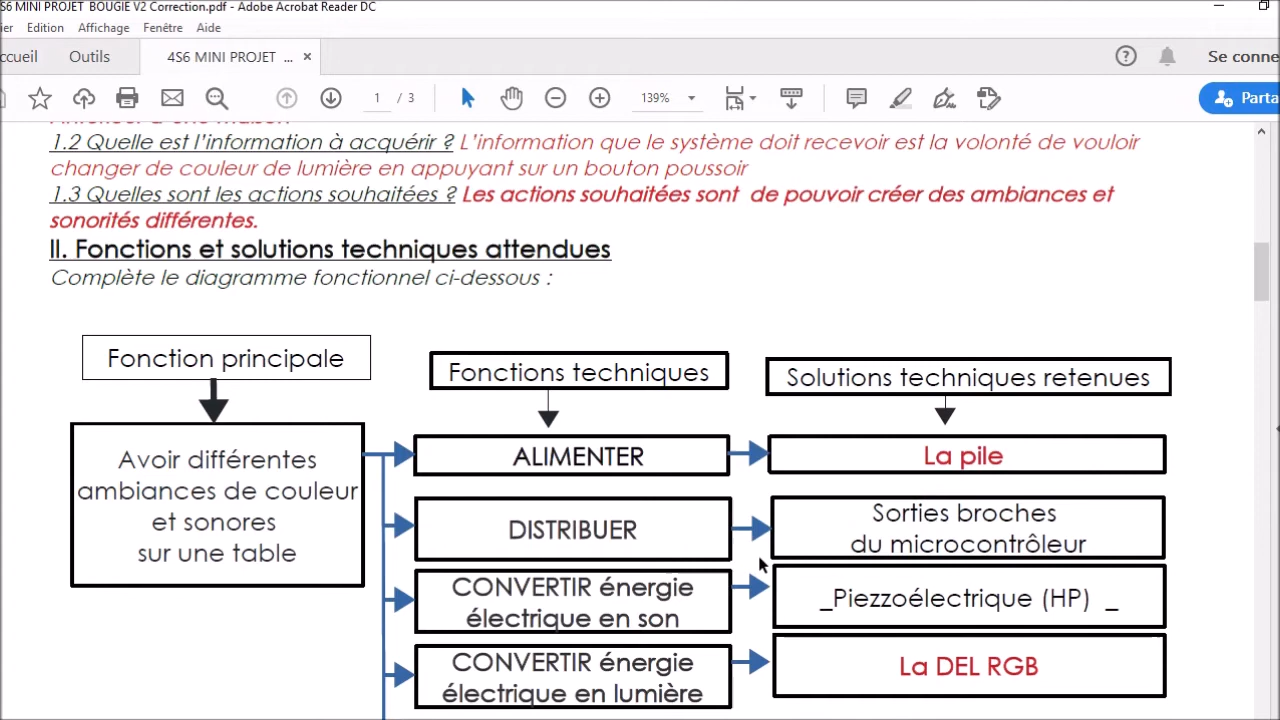 S6 MINI PROJET BOUGIE V2 Correction.pdf - Adobe Acrobat Reader DC
ier Edition Affichage Fenêtre Aide
ccueil Outils 4S6 MINI PROJET ... × Se conne
1 / 3 139% Parta
1.2 Quelle est l'information à acquérir ? L'information que le système doit recevoir est la volonté de vouloir
changer de couleur de lumière en appuyant sur un bouton poussoir
1.3 Quelles sont les actions souhaitées ? Les actions souhaitées sont de pouvoir créer des ambiances et
sonorités différentes.
II. Fonctions et solutions techniques attendues
Complète le diagramme fonctionnel ci-dessous :
Fonction principale
Fonctions techniques
Solutions techniques retenues
Avoir différentes
ambiances de couleur
et sonores
sur une table
ALIMENTER
La pile
DISTRIBUER
Sorties broches
du microcontrôleur
CONVERTIR énergie
électrique en son
_Piezzoélectrique (HP) _
CONVERTIR énergie
électrique en lumière
La DEL RGB